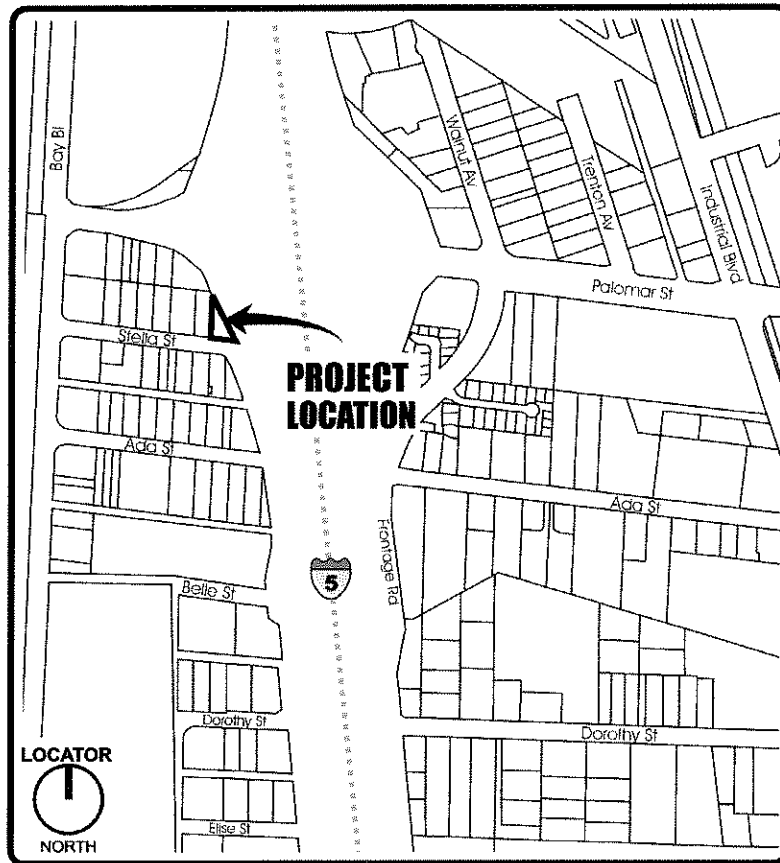 Bay Bl
Walnut Av
Trenton Av
Industrial Blvd
Palomar St
Stella St
PROJECT
LOCATION
Ada St
Ada St
Frontage Rd
5
Belle St
Dorothy St
Dorothy St
Elise St
LOCATOR
NORTH